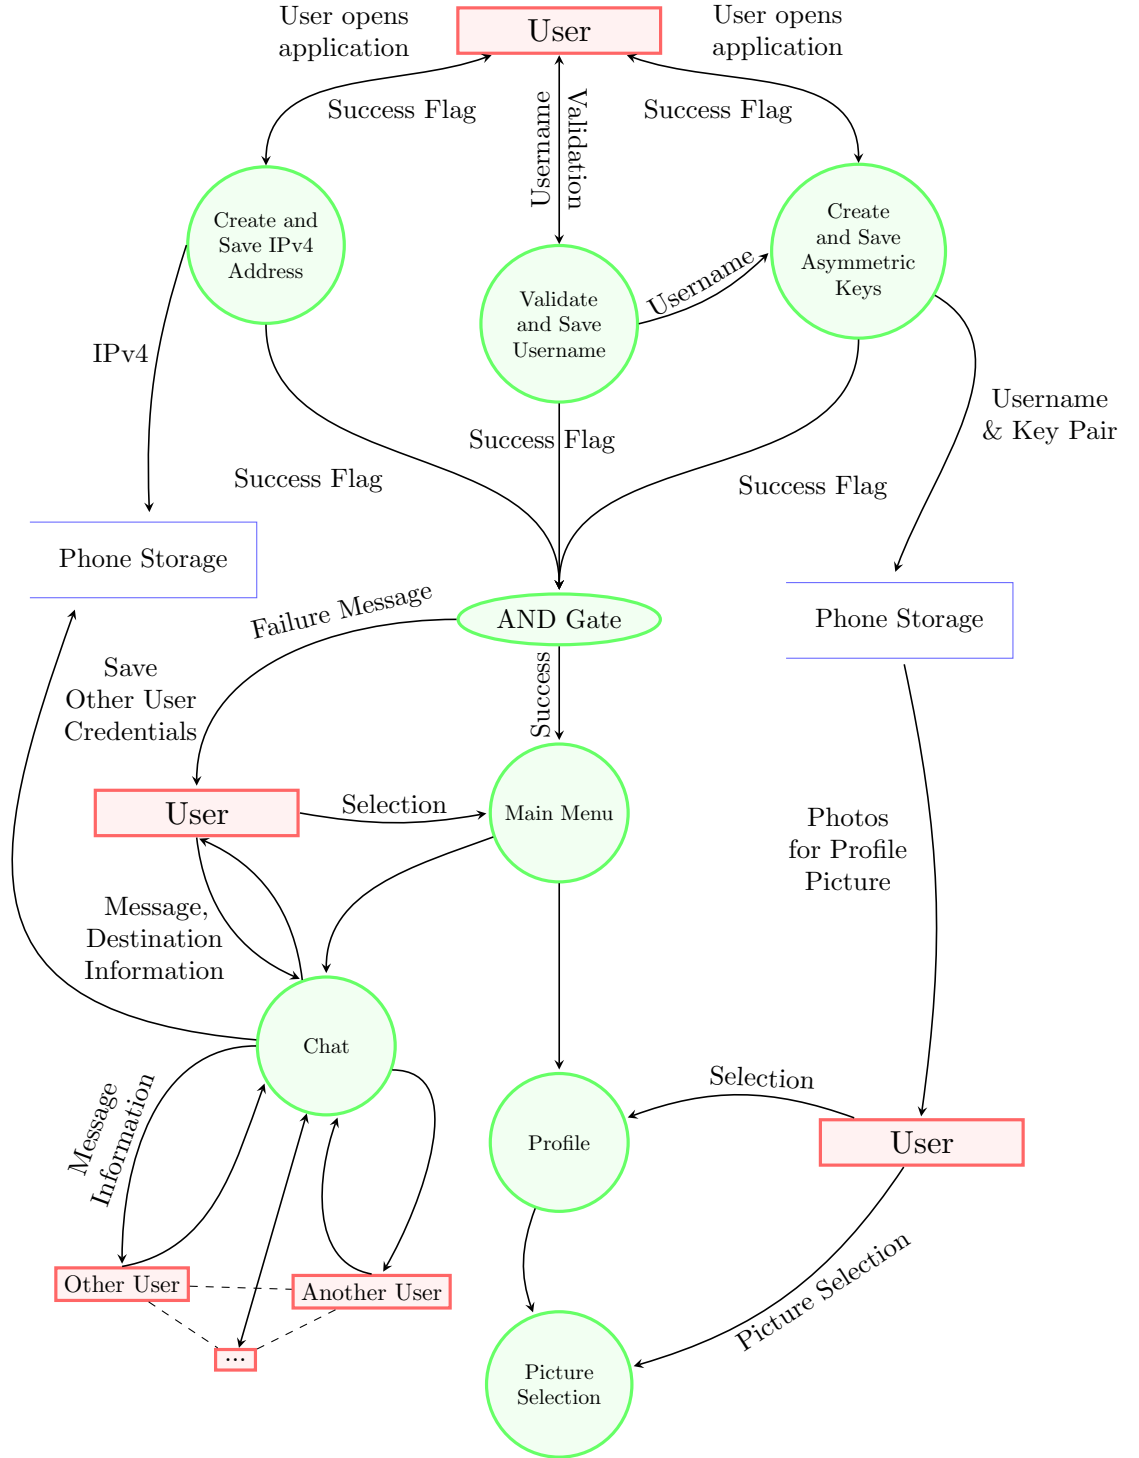 User opens
application
User
User opens
application
Success Flag
Username
Validation
Success Flag
Create and
Save IPv4
Address
Create
and Save
Asymmetric
Keys
Validate
and Save
Username
Username
IPv4
Username
& Key Pair
Success Flag
Success Flag
Success Flag
Phone Storage
AND Gate
Phone Storage
Failure Message
Save
Other User
Credentials
Success
User
Selection
Main Menu
Photos
for Profile
Picture
Message,
Destination
Information
Chat
Message
Information
Selection
Profile
User
Other User
Another User
...
Picture Selection
Picture
Selection